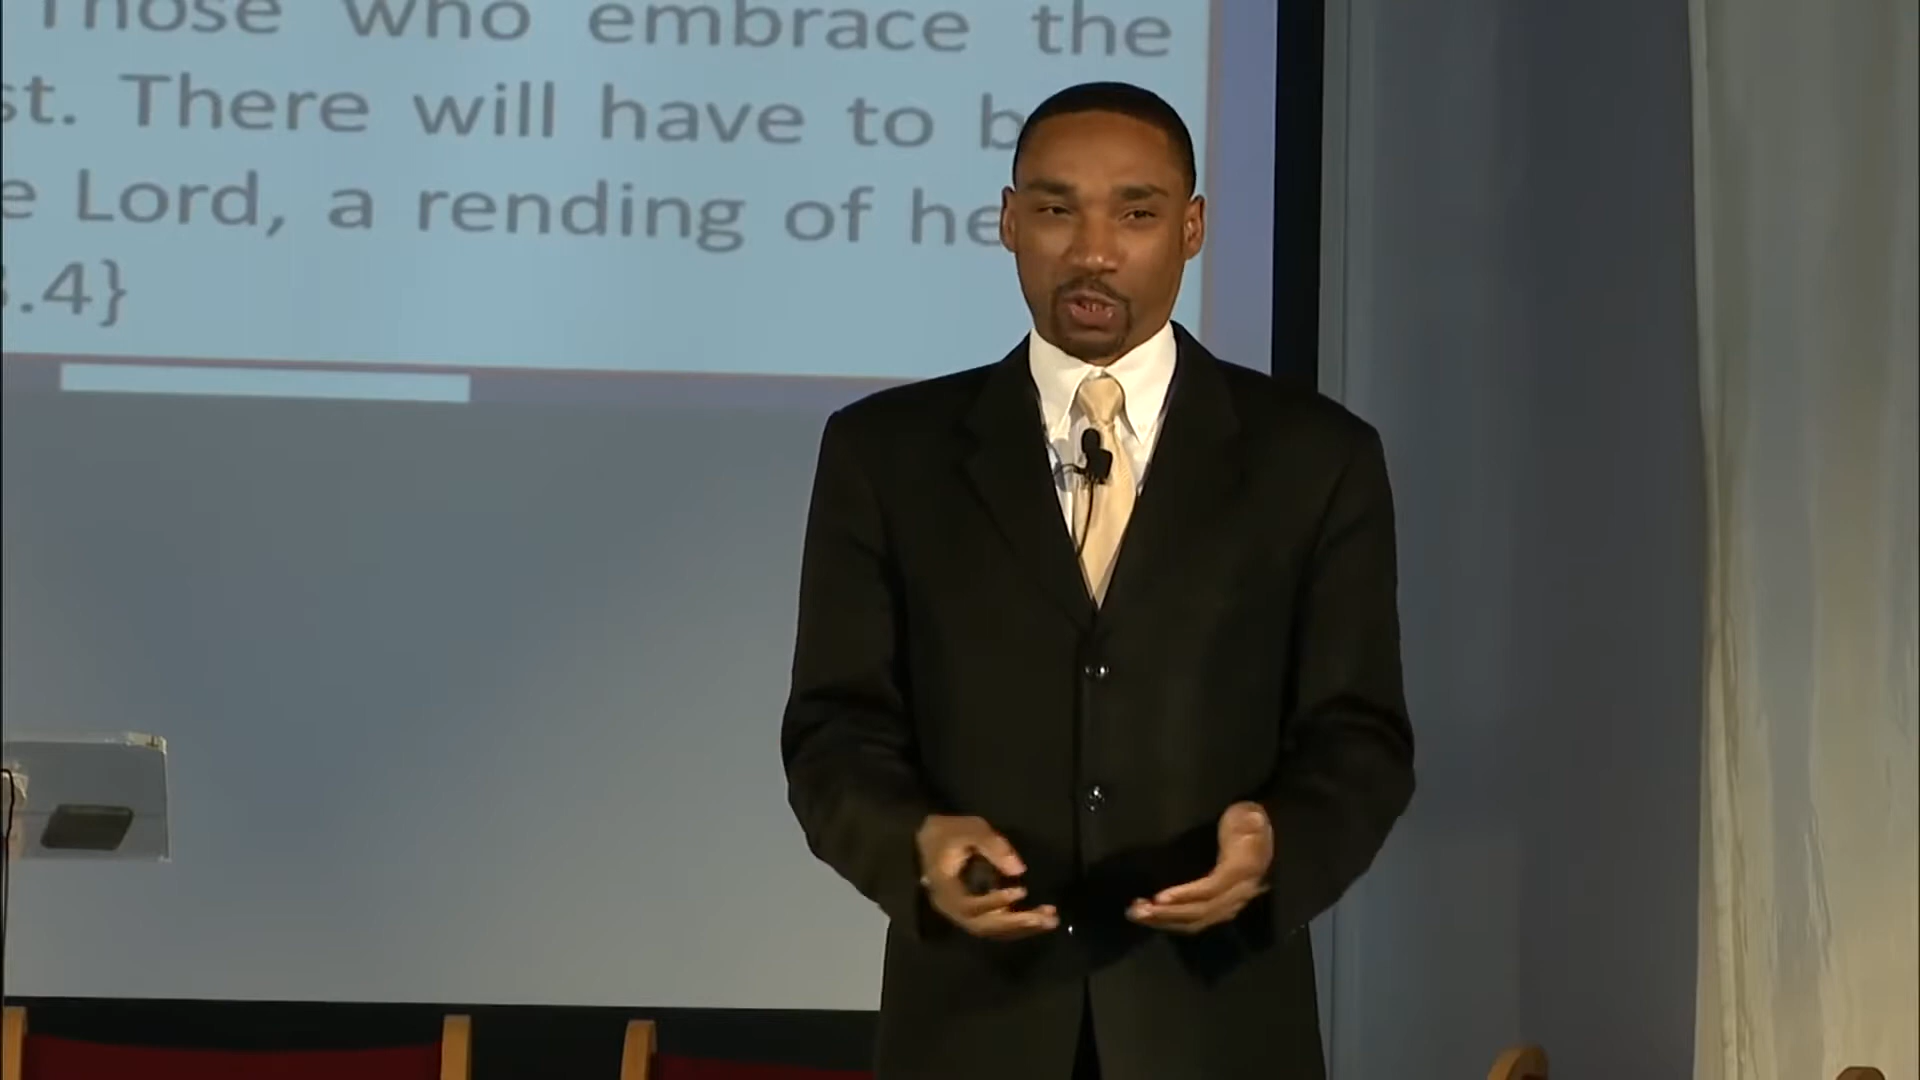 Those who embrace the
st. There will have to b
e Lord, a rending of he
.4}